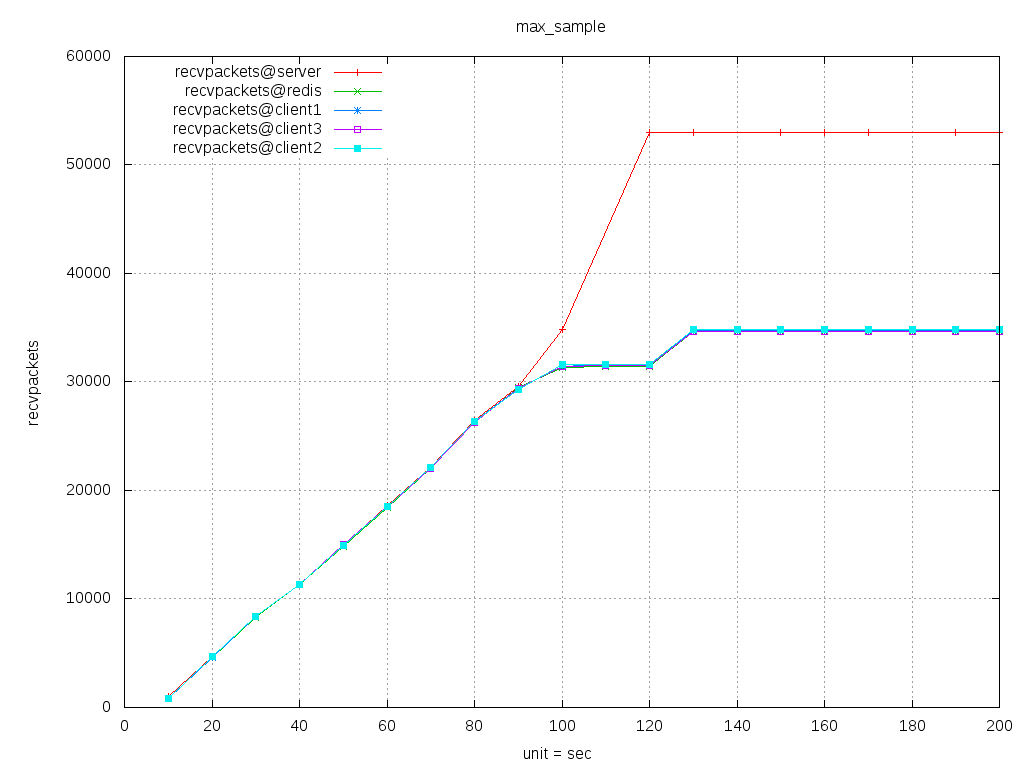 max_sample
60000
50000
40000
30000
20000
10000
0
recvpackets
recvpackets@server
recvpackets@redis
recvpackets@client1
recvpackets@client3
recvpackets@client2
0 20 40 60 80 100 120 140 160 180 200
unit = sec